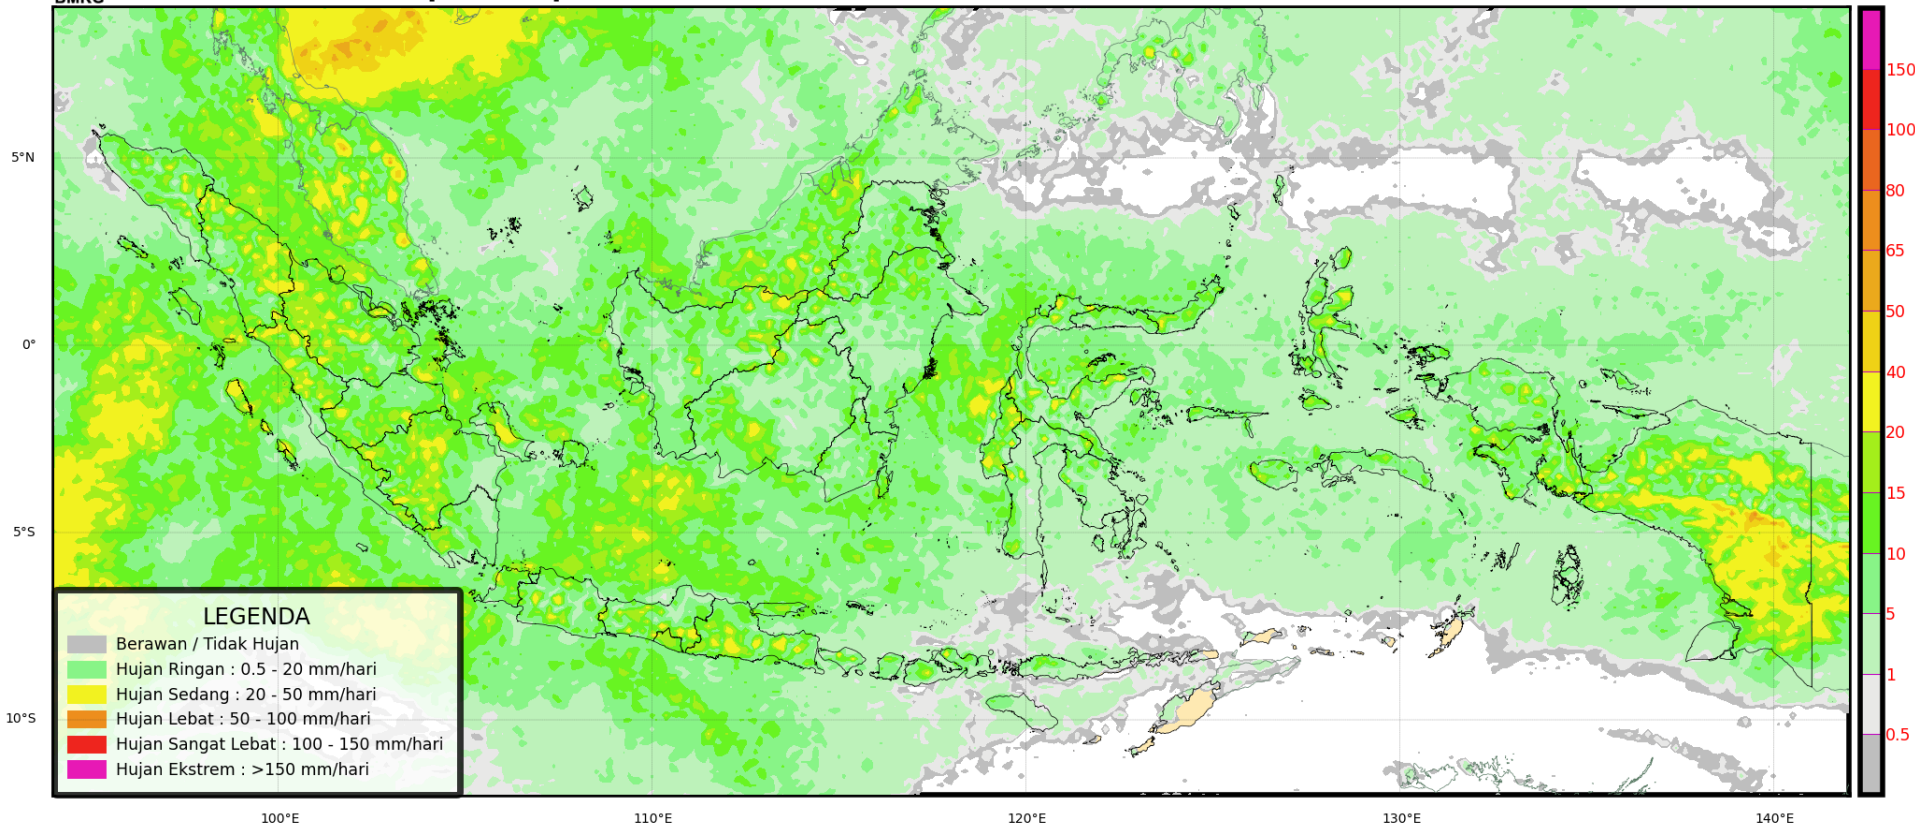 BMKG
5°N
0°
5°S
10°S
100°E
110°E
120°E
130°E
140°E
150
100
80
65
50
40
20
15
10
5
1
0.5
LEGENDA
Berawan / Tidak Hujan
Hujan Ringan : 0.5 - 20 mm/hari
Hujan Sedang : 20 - 50 mm/hari
Hujan Lebat : 50 - 100 mm/hari
Hujan Sangat Lebat : 100 - 150 mm/hari
Hujan Ekstrem : >150 mm/hari